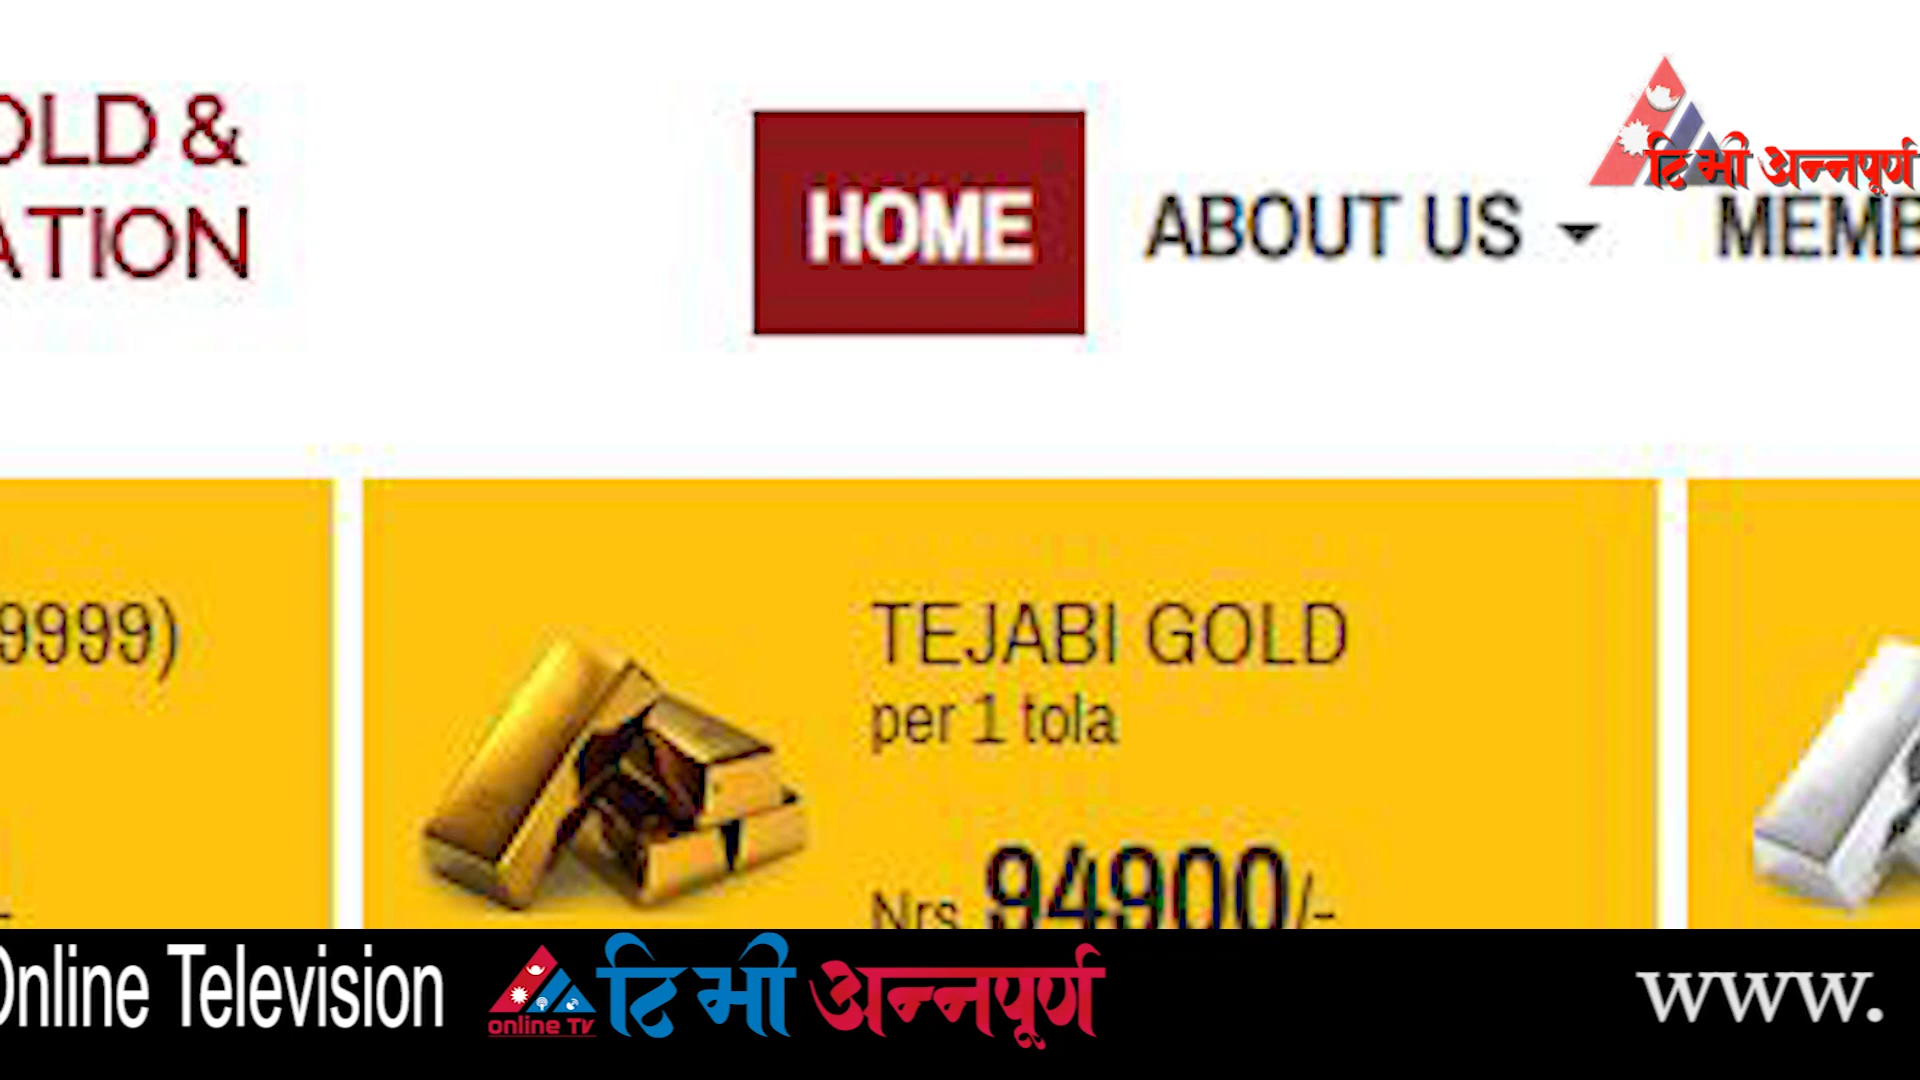 OLD &
ATION
HOME
ABOUT US
MEMB
टिभी अन्नपूर्ण
9999)
TEJABI GOLD
per 1 tola
Nrs 94900/-
Online Television
online TV
टिभी अन्नपूर्ण
www.